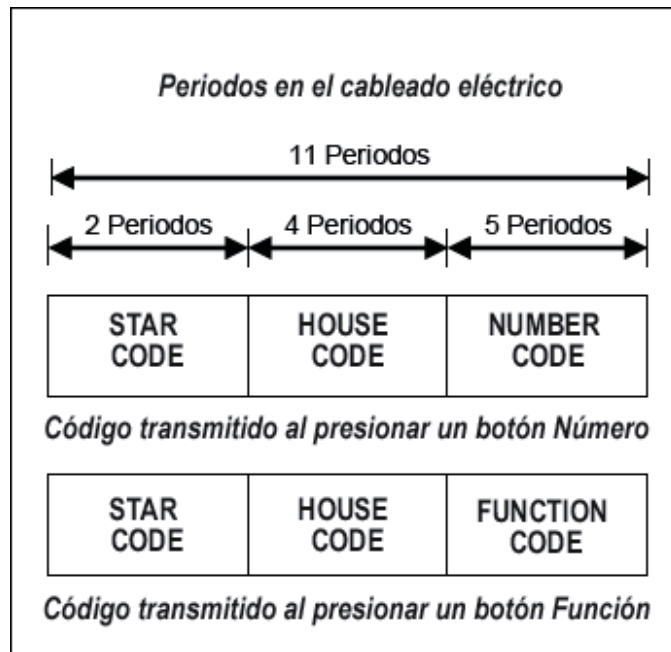 Periodos en el cableado eléctrico
11 Periodos
2 Periodos 4 Periodos 5 Periodos
STAR HOUSE NUMBER
CODE CODE CODE
Código transmitido al presionar un botón Número
STAR HOUSE FUNCTION
CODE CODE CODE
Código transmitido al presionar un botón Función